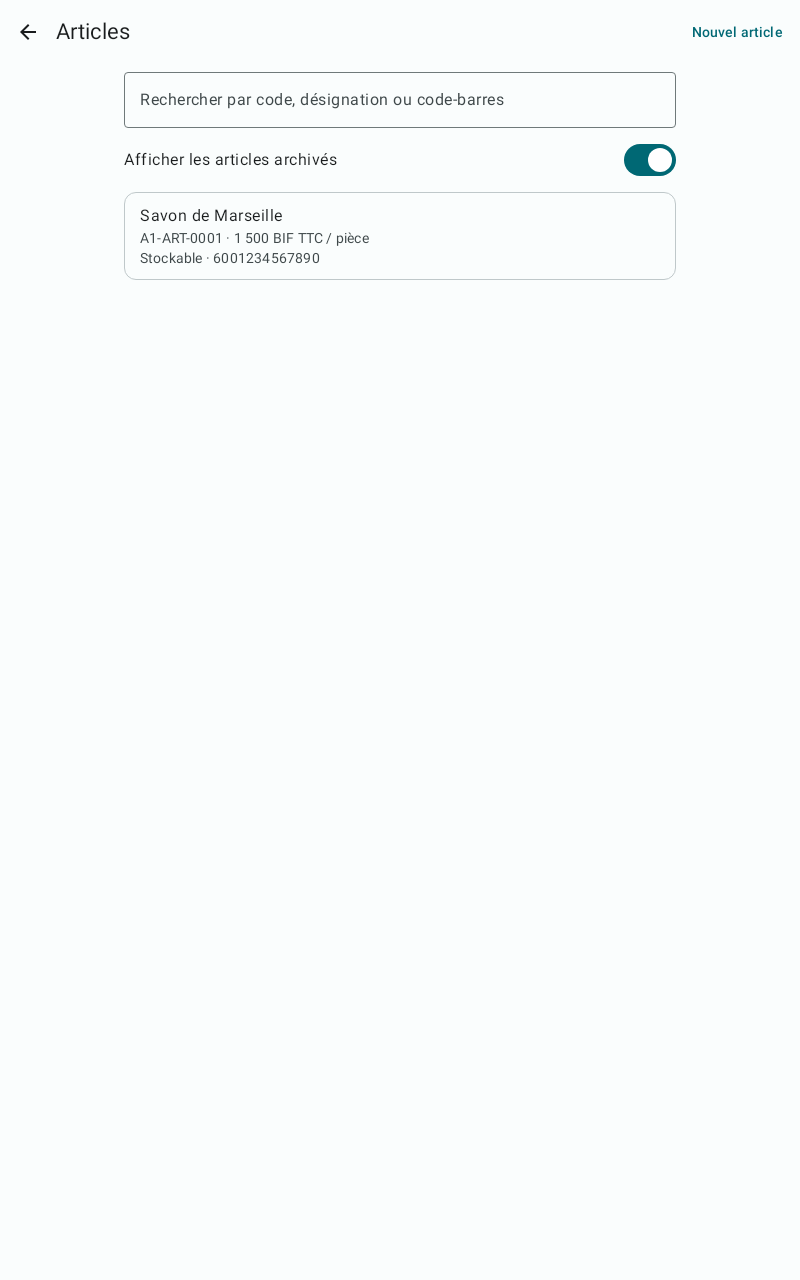 Articles
Nouvel article
Rechercher par code, désignation ou code-barres
Afficher les articles archivés
Savon de Marseille
A1-ART-0001 · 1 500 BIF TTC / pièce
Stockable · 6001234567890